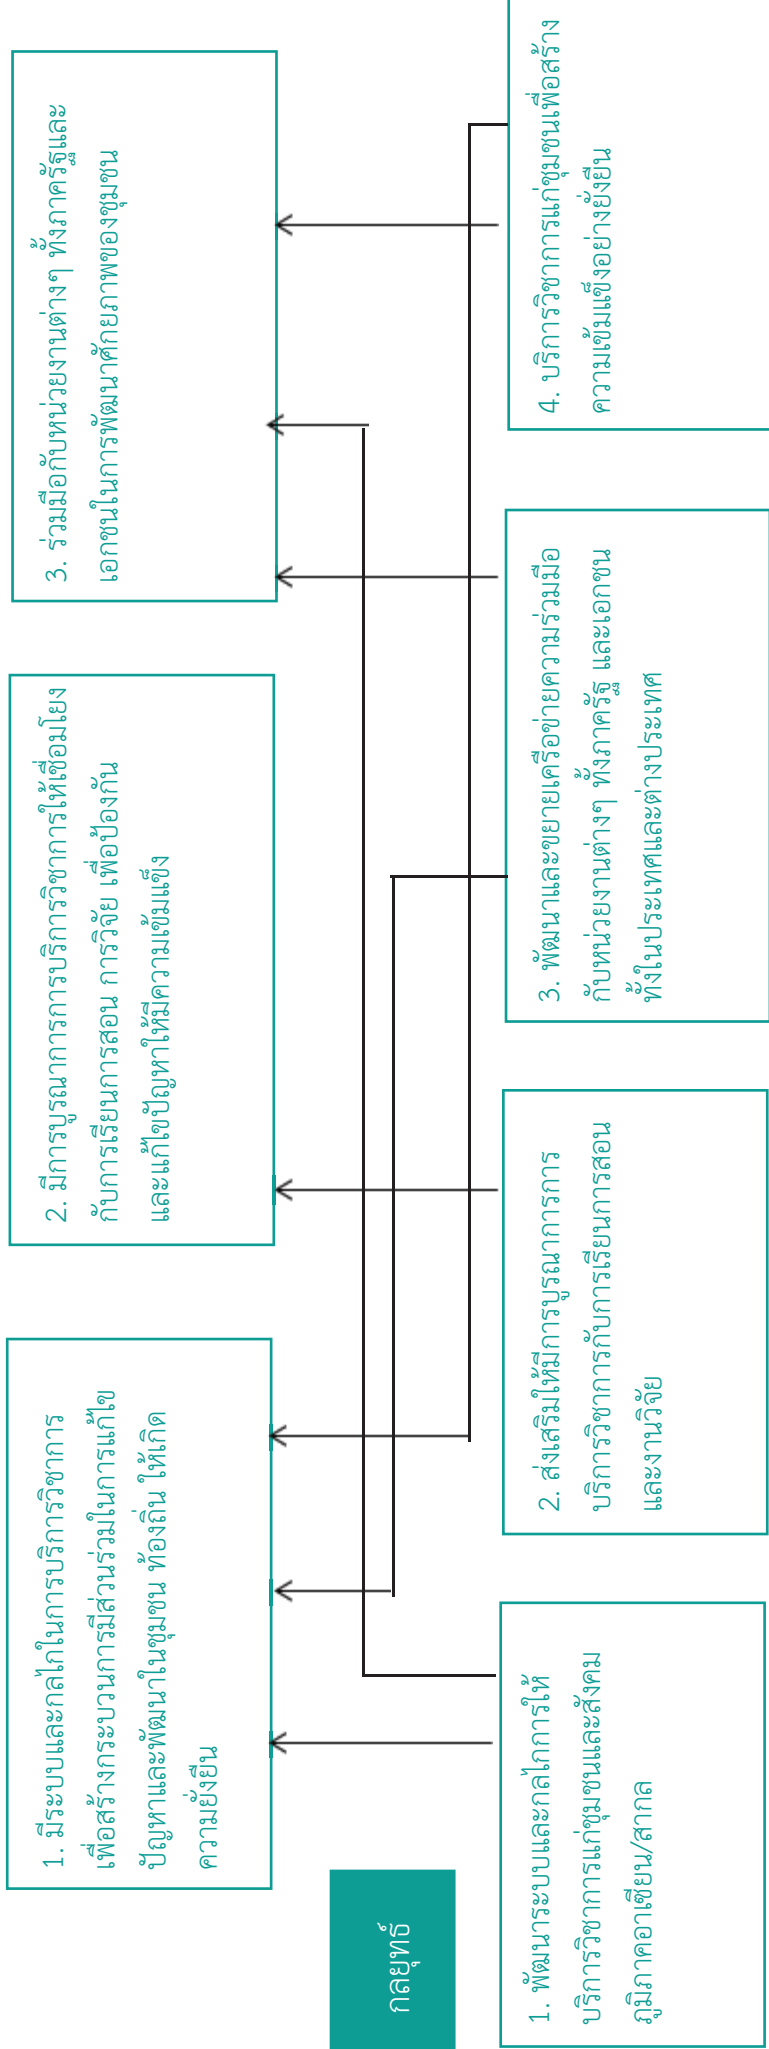 1. มีระบบและกลไกในการบริการวิชาการ
เพื่อสร้างกระบวนการมีส่วนร่วมในการแก้ไข
ปัญหาและพัฒนาในชุมชน ท้องถิ่น ให้เกิด
ความยั่งยืน
2. มีการบูรณาการการบริการวิชาการให้เชื่อมโยง
กับการเรียนการสอน การวิจัย เพื่อป้องกัน
และแก้ไขปัญหาให้มีความเข้มแข็ง
3. ร่วมมือกับหน่วยงานต่างๆ ทั้งภาครัฐและ
เอกชนในการพัฒนาศักยภาพของชุมชน
กลยุทธ์
1. พัฒนาระบบและกลไกการให้
บริการวิชาการแก่ชุมชนและสังคม
ภูมิภาคอาเซียน/สากล
2. ส่งเสริมให้มีการบูรณาการการ
บริการวิชาการกับการเรียนการสอน
และงานวิจัย
3. พัฒนาและขยายเครือข่ายความร่วมมือ
กับหน่วยงานต่างๆ ทั้งภาครัฐ และเอกชน
ทั้งในประเทศและต่างประเทศ
4. บริการวิชาการแก่ชุมชนเพื่อสร้าง
ความเข้มแข็งอย่างยั่งยืน